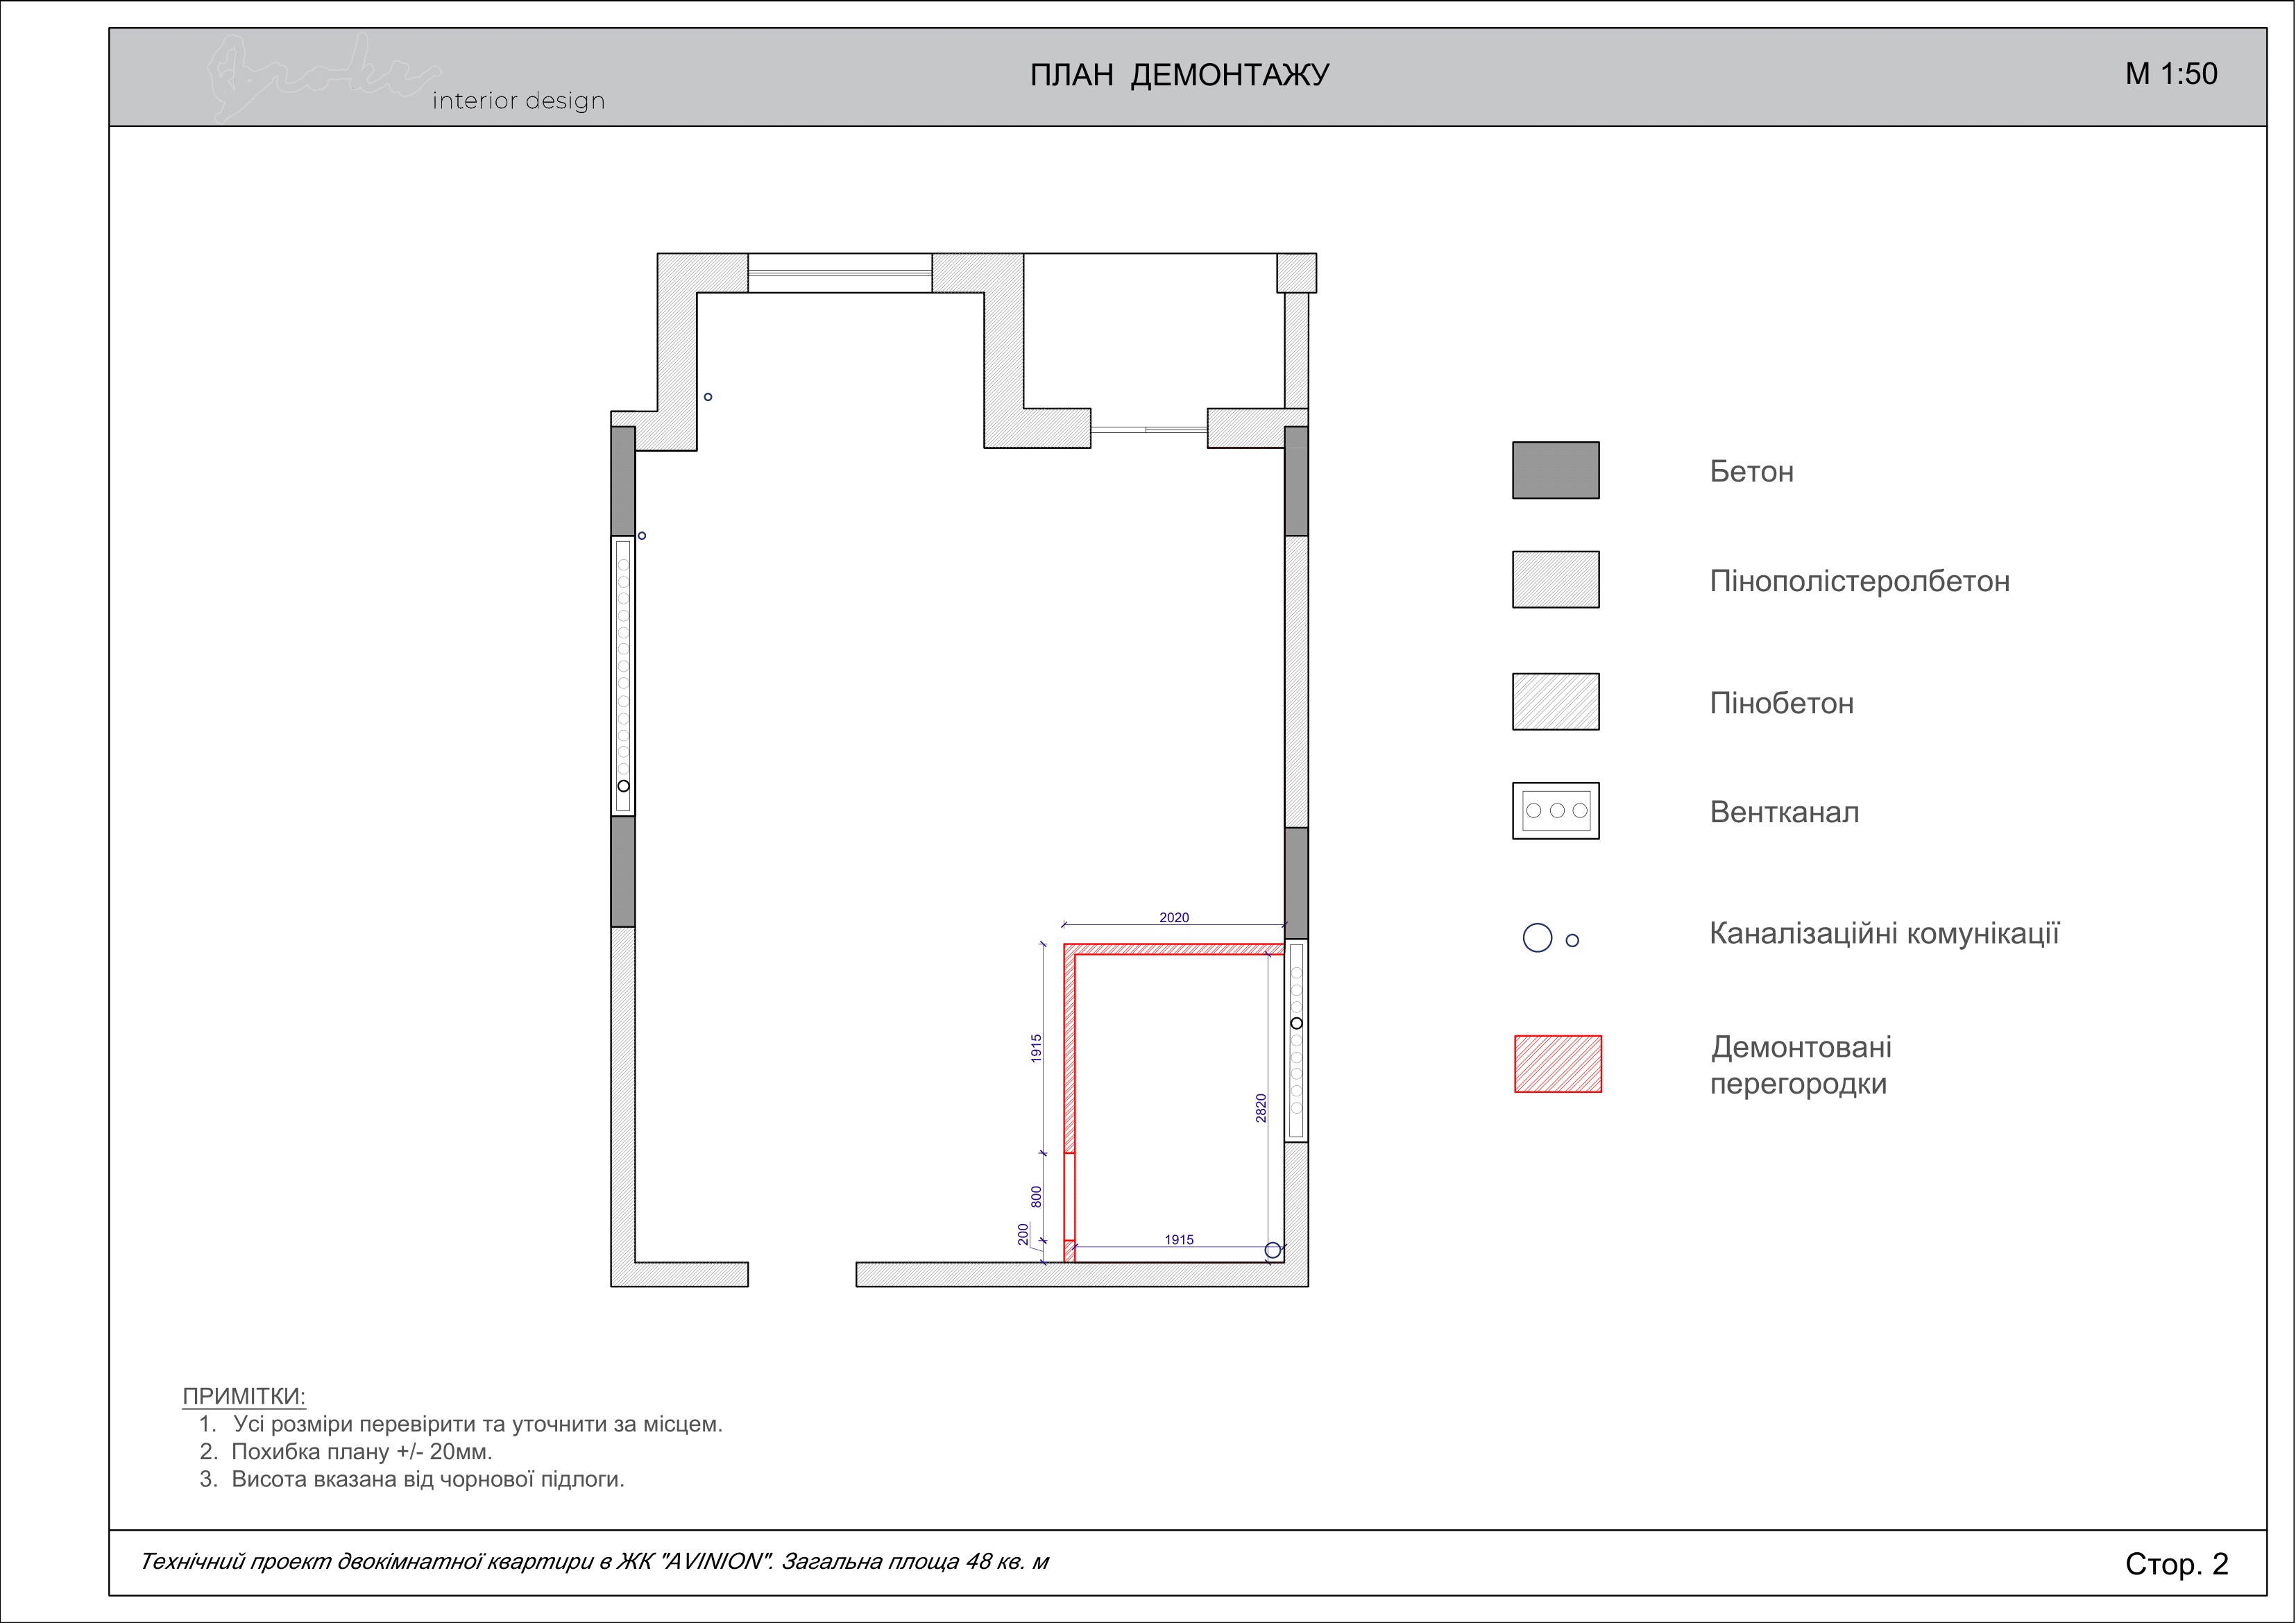 interior design
ПЛАН ДЕМОНТАЖУ
М 1:50
Бетон
Пінополістеролбетон
Пінобетон
Вентканал
Каналізаційні комунікації
Демонтовані
перегородки
2020
1915
2820
800
200
1915
ПРИМІТКИ:
1. Усі розміри перевірити та уточнити за місцем.
2. Похибка плану +/- 20мм.
3. Висота вказана від чорнової підлоги.
Технічний проект двокімнатної квартири в ЖК "AVINION". Загальна площа 48 кв. м
Стор. 2